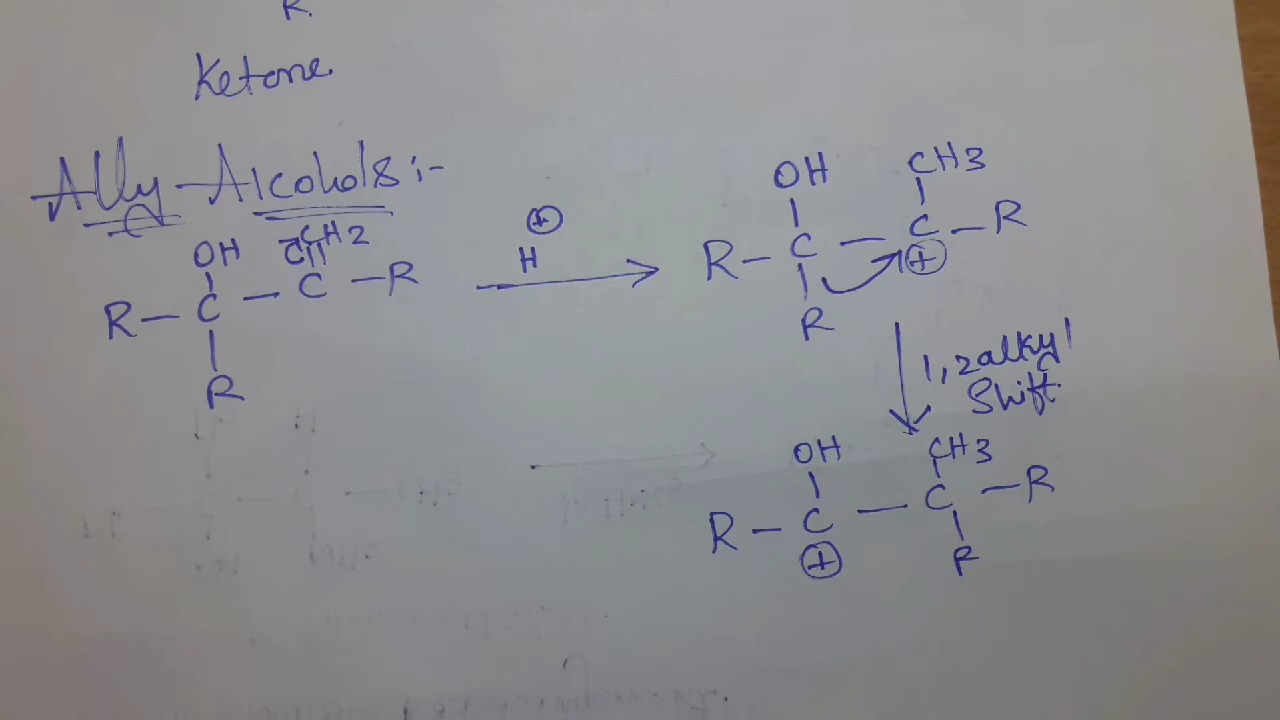 R
Ketone
Ally Alcohols :-
OH CH2
R - C - C - R
R
H +
OH CH3
R - C - C - R
+
R
1,2 alkyl
Shift
OH CH3
R - C - C - R
+ R